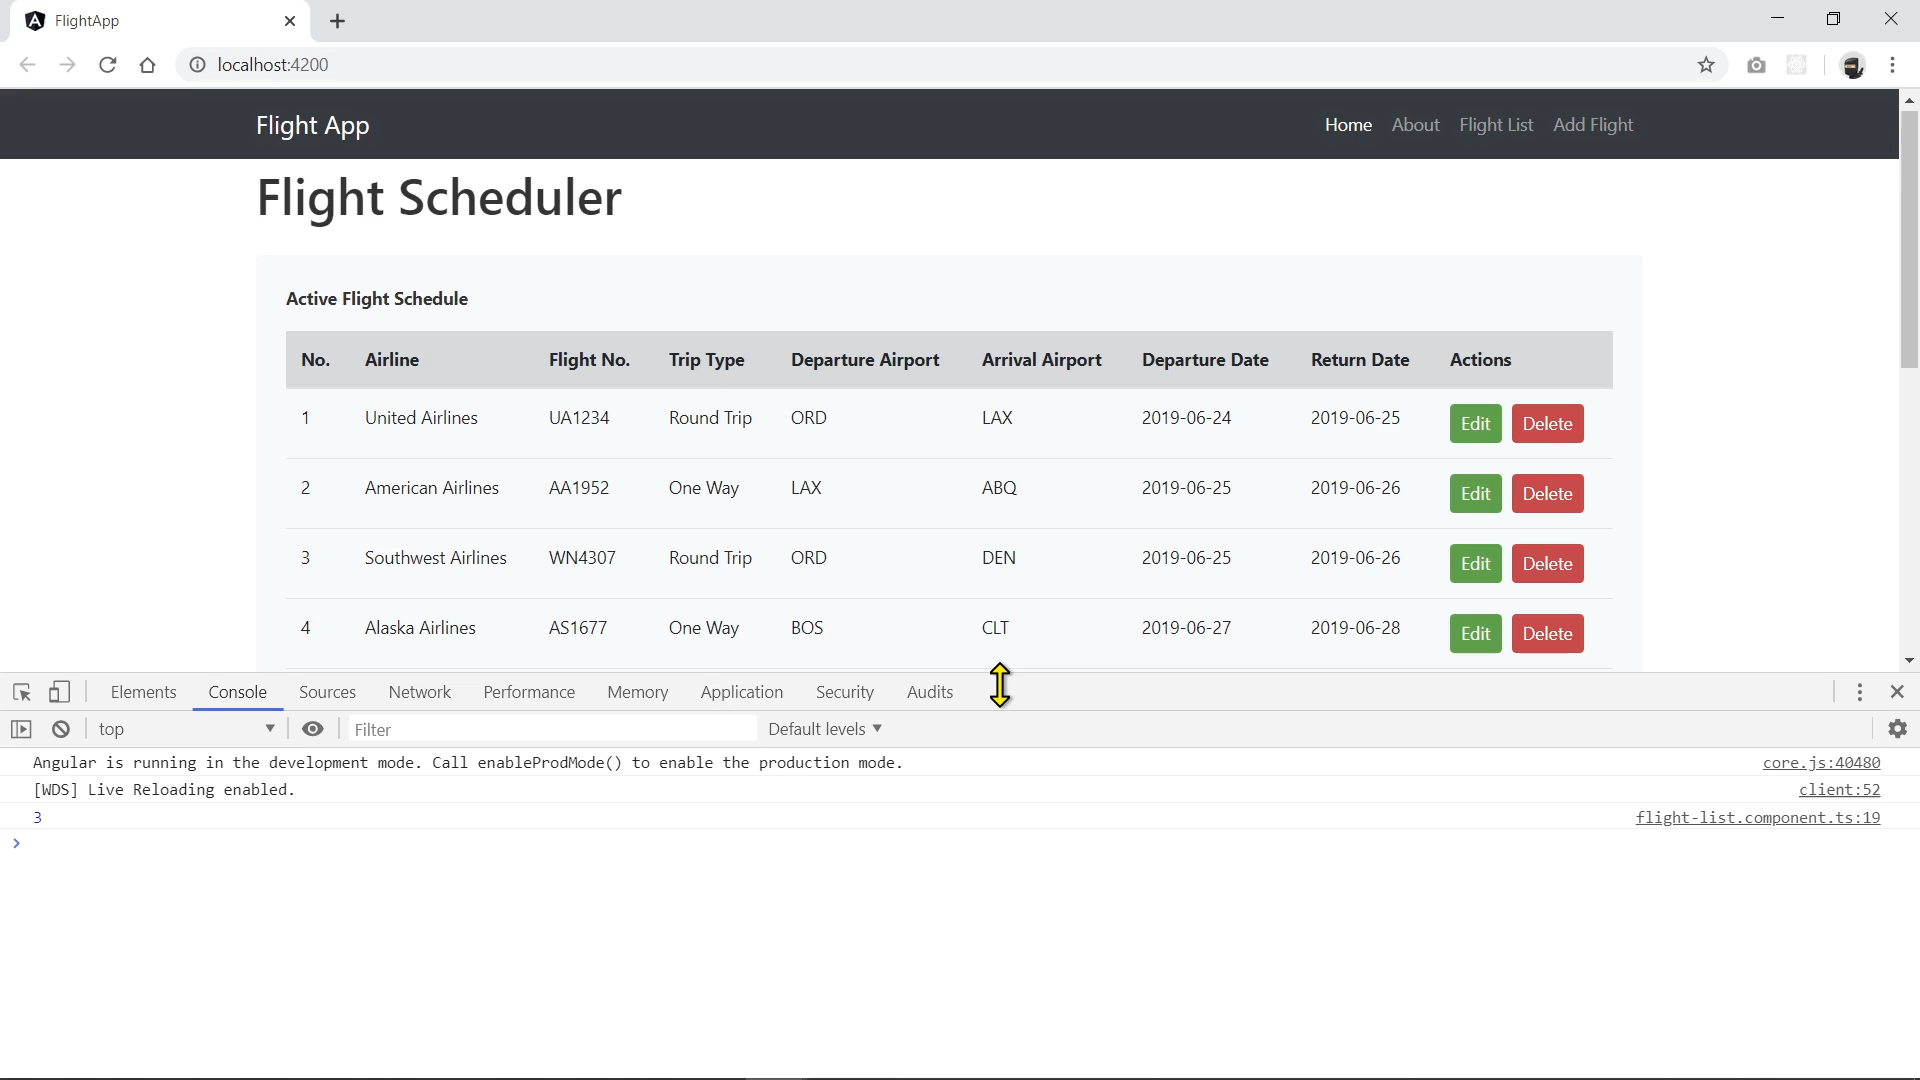 FlightApp
localhost:4200
Flight App Home About Flight List Add Flight
Flight Scheduler
Active Flight Schedule
No. Airline Flight No. Trip Type Departure Airport Arrival Airport Departure Date Return Date Actions
1 United Airlines UA1234 Round Trip ORD LAX 2019-06-24 2019-06-25 Edit Delete
2 American Airlines AA1952 One Way LAX ABQ 2019-06-25 2019-06-26 Edit Delete
3 Southwest Airlines WN4307 Round Trip ORD DEN 2019-06-25 2019-06-26 Edit Delete
4 Alaska Airlines AS1677 One Way BOS CLT 2019-06-27 2019-06-28 Edit Delete
Elements Console Sources Network Performance Memory Application Security Audits
top Filter Default levels
Angular is running in the development mode. Call enableProdMode() to enable the production mode. core.js:40480
[WDS] Live Reloading enabled. client:52
3 flight-list.component.ts:19